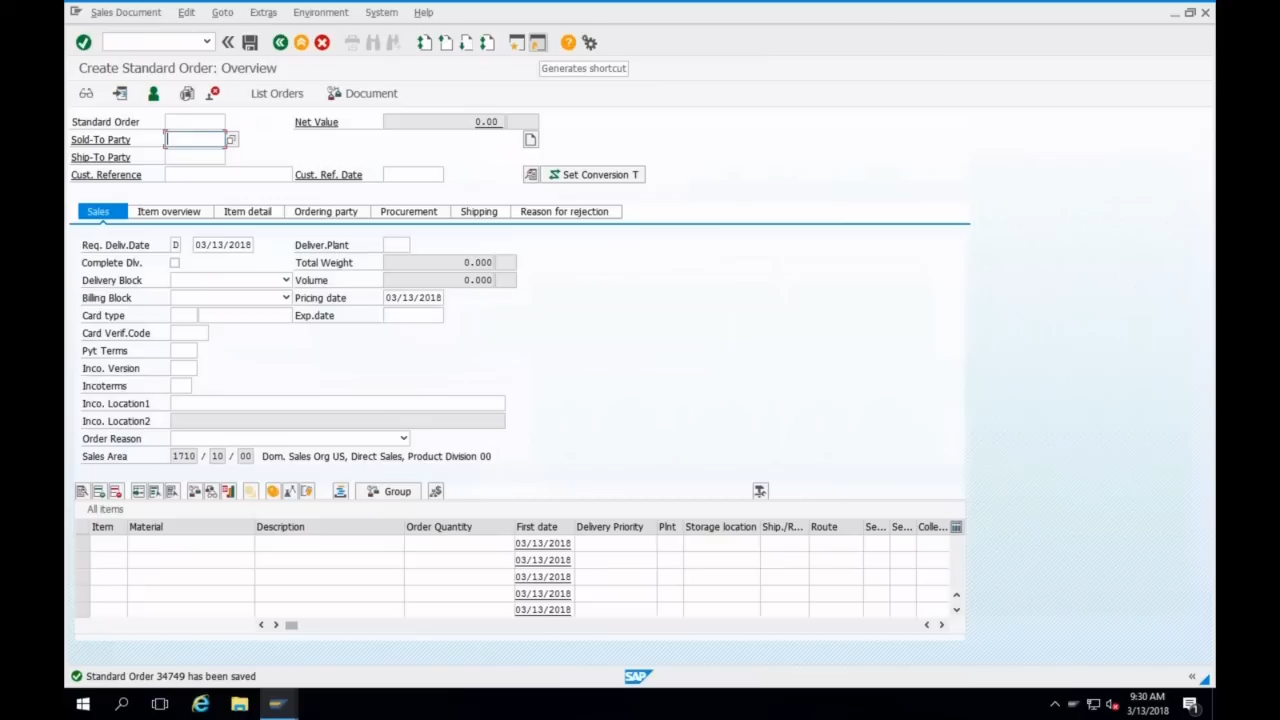 Sales Document Edit Goto Extras Environment System Help
Create Standard Order: Overview
Generates shortcut
List Orders Document
Standard Order Net Value 0.00
Sold-To Party
Ship-To Party
Cust. Reference Cust. Ref. Date Set Conversion T
Sales Item overview Item detail Ordering party Procurement Shipping Reason for rejection
Req. Deliv.Date D 03/13/2018 Deliver.Plant
Complete Dlv. Total Weight 0.000
Delivery Block Volume 0.000
Billing Block Pricing date 03/13/2018
Card type Exp.date
Card Verif.Code
Pyt Terms
Inco. Version
Incoterms
Inco. Location1
Inco. Location2
Order Reason
Sales Area 1710 / 10 / 00 Dom. Sales Org US, Direct Sales, Product Division 00
Group
All items
Item Material Description Order Quantity First date Delivery Priority Plnt Storage location Ship./R... Route Se... Se... Colle...
03/13/2018
03/13/2018
03/13/2018
03/13/2018
03/13/2018
Standard Order 34749 has been saved SAP
9:30 AM
3/13/2018 1